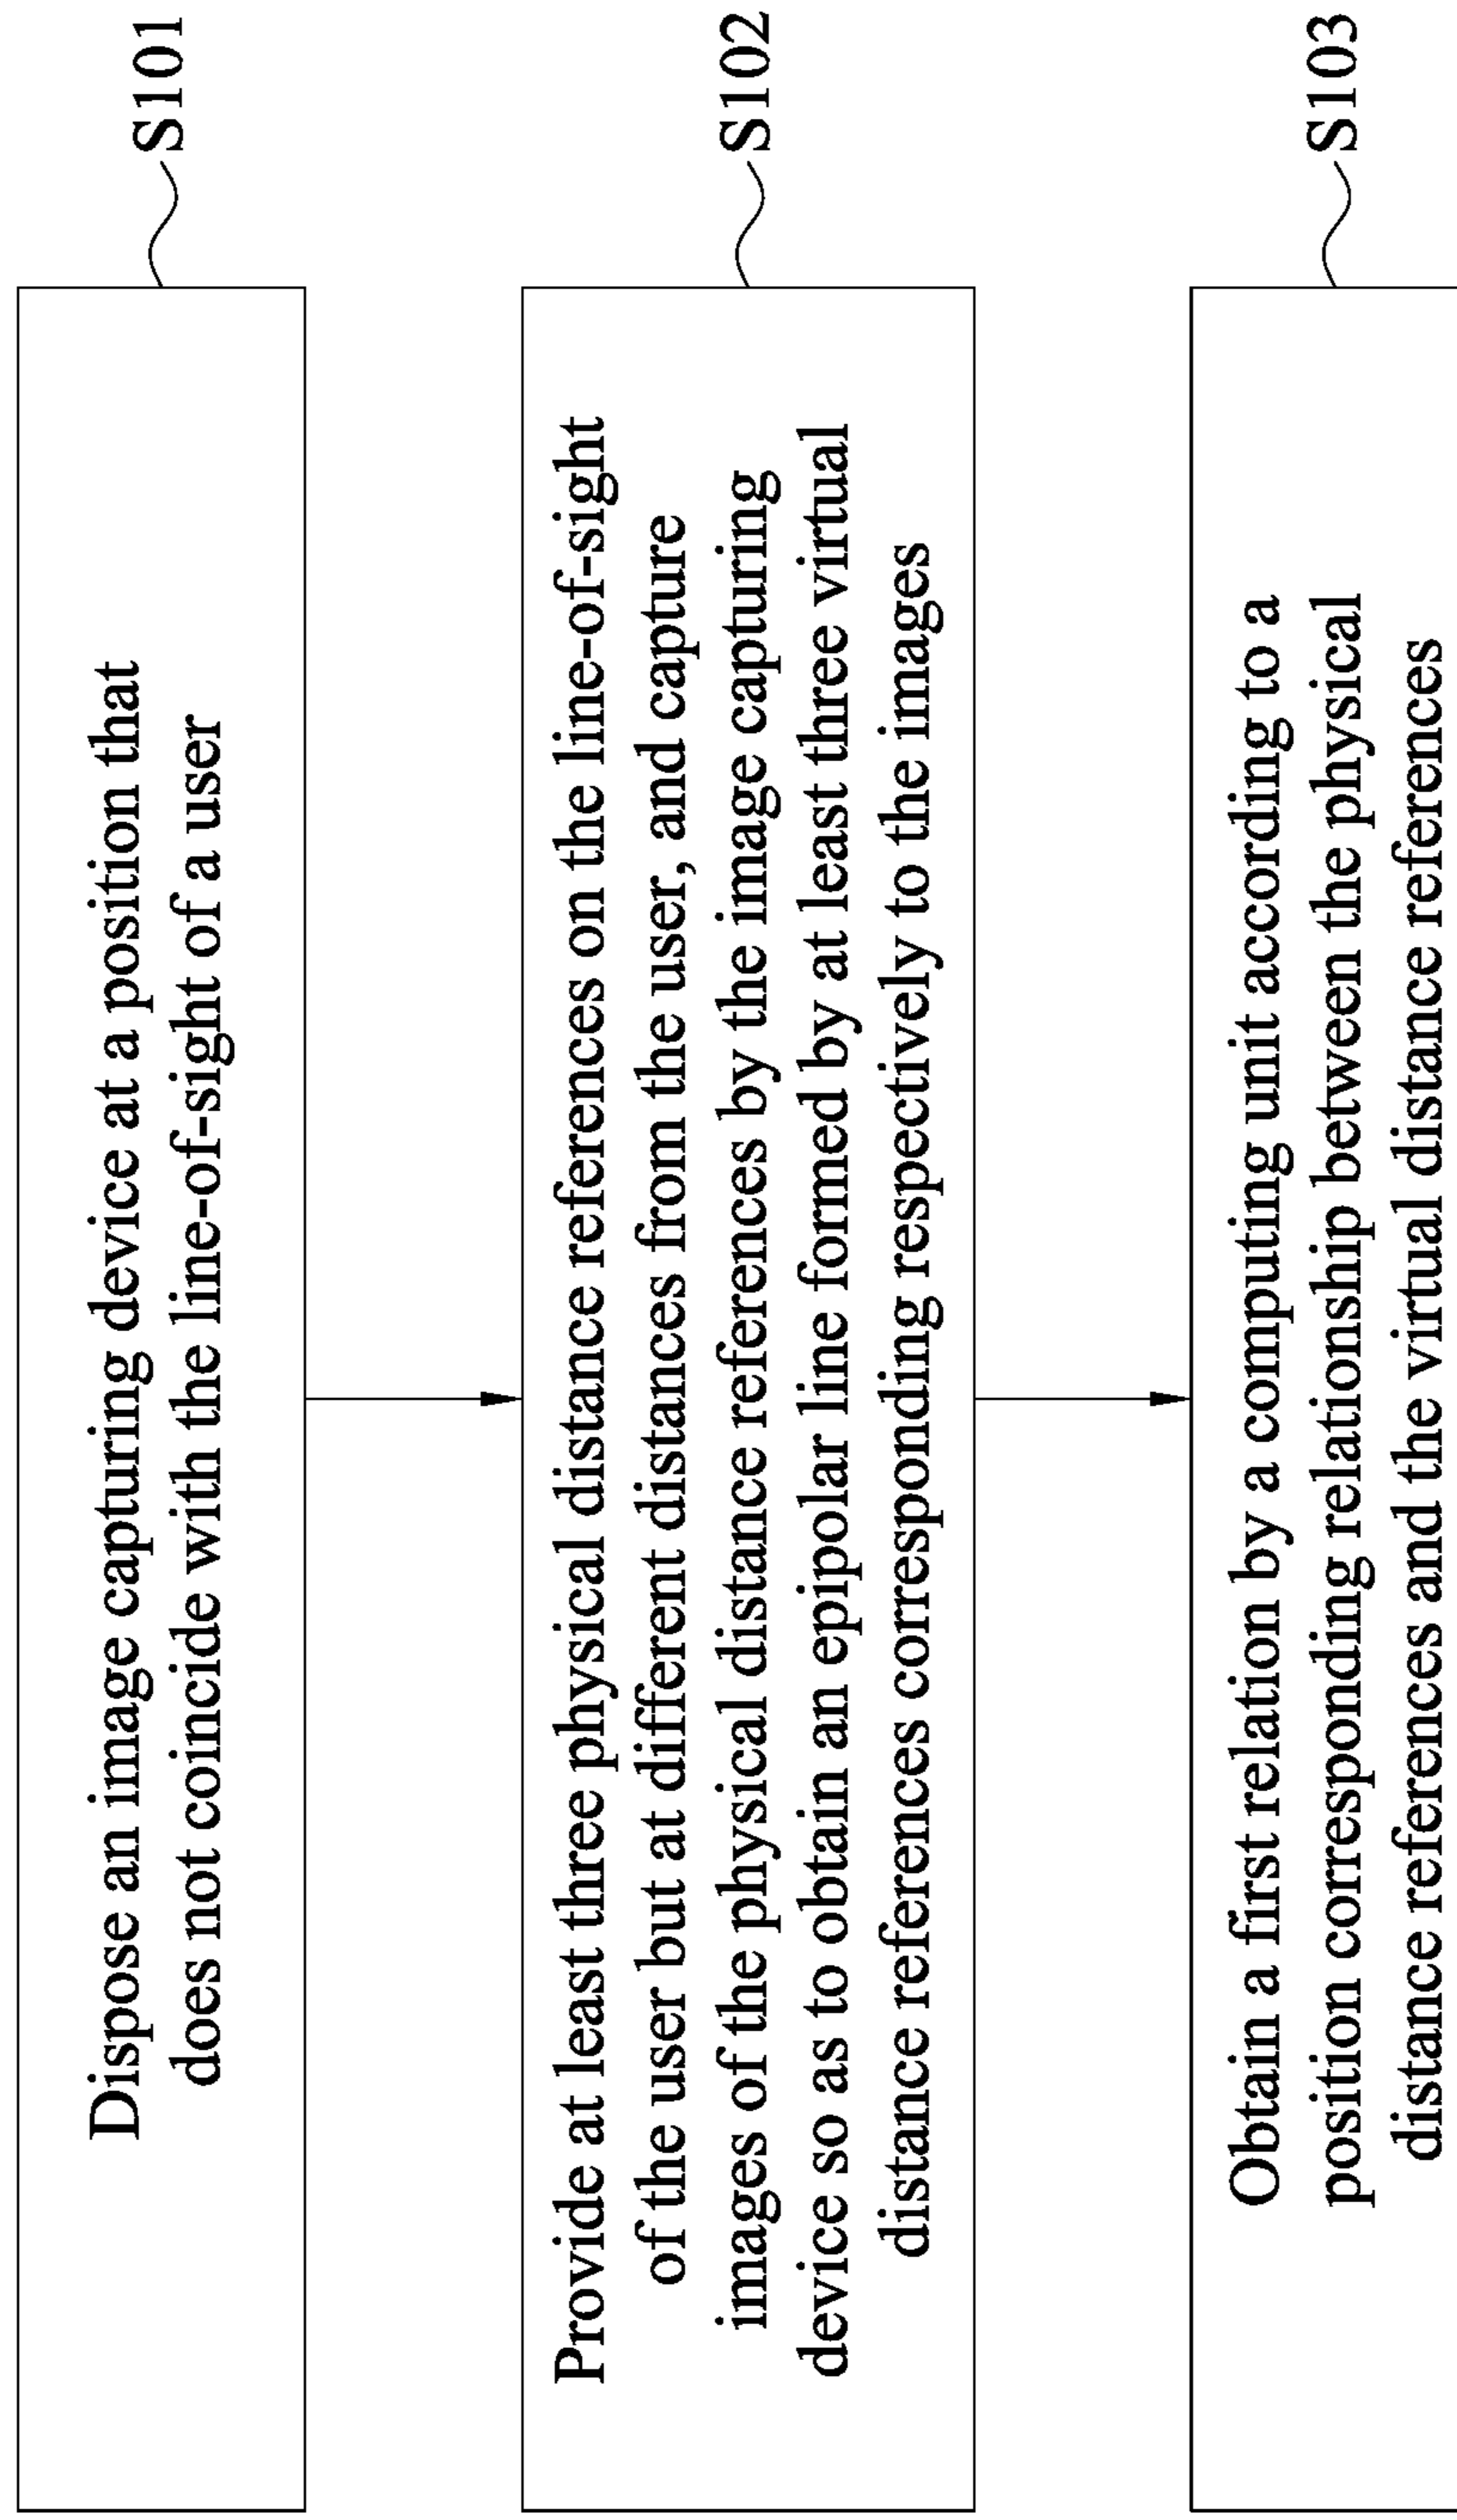 Dispose an image capturing device at a position that
does not coincide with the line-of-sight of a user
S101
Provide at least three physical distance references on the line-of-sight
of the user but at different distances from the user, and capture
images of the physical distance references by the image capturing
device so as to obtain an epipolar line formed by at least three virtual
distance references corresponding respectively to the images
S102
Obtain a first relation by a computing unit according to a
position corresponding relationship between the physical
distance references and the virtual distance references
S103